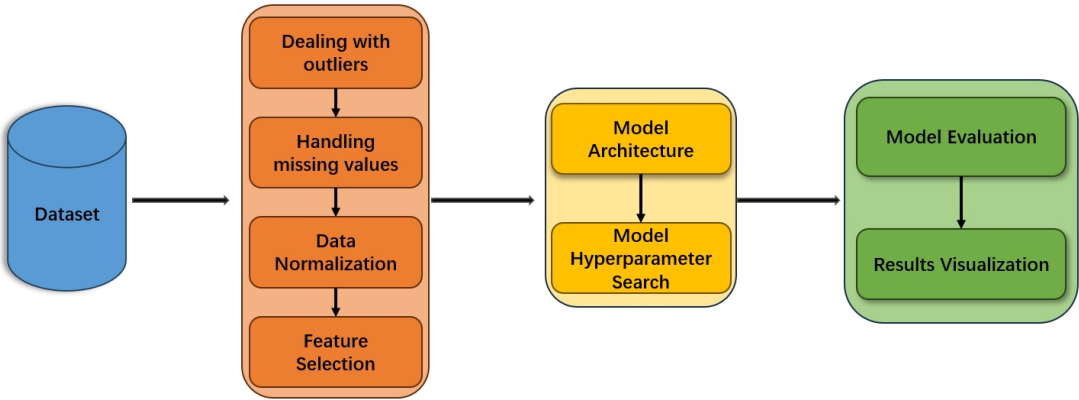 Dataset
Dealing with
outliers
Handling
missing values
Data
Normalization
Feature
Selection
Model
Architecture
Model
Hyperparameter
Search
Model Evaluation
Results Visualization